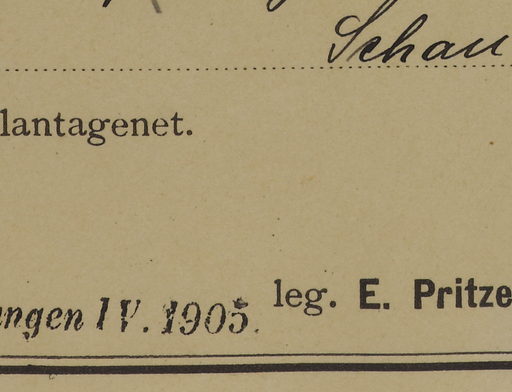 Schau
lantagenet.
ngen IV. 1905. leg. E. Pritze